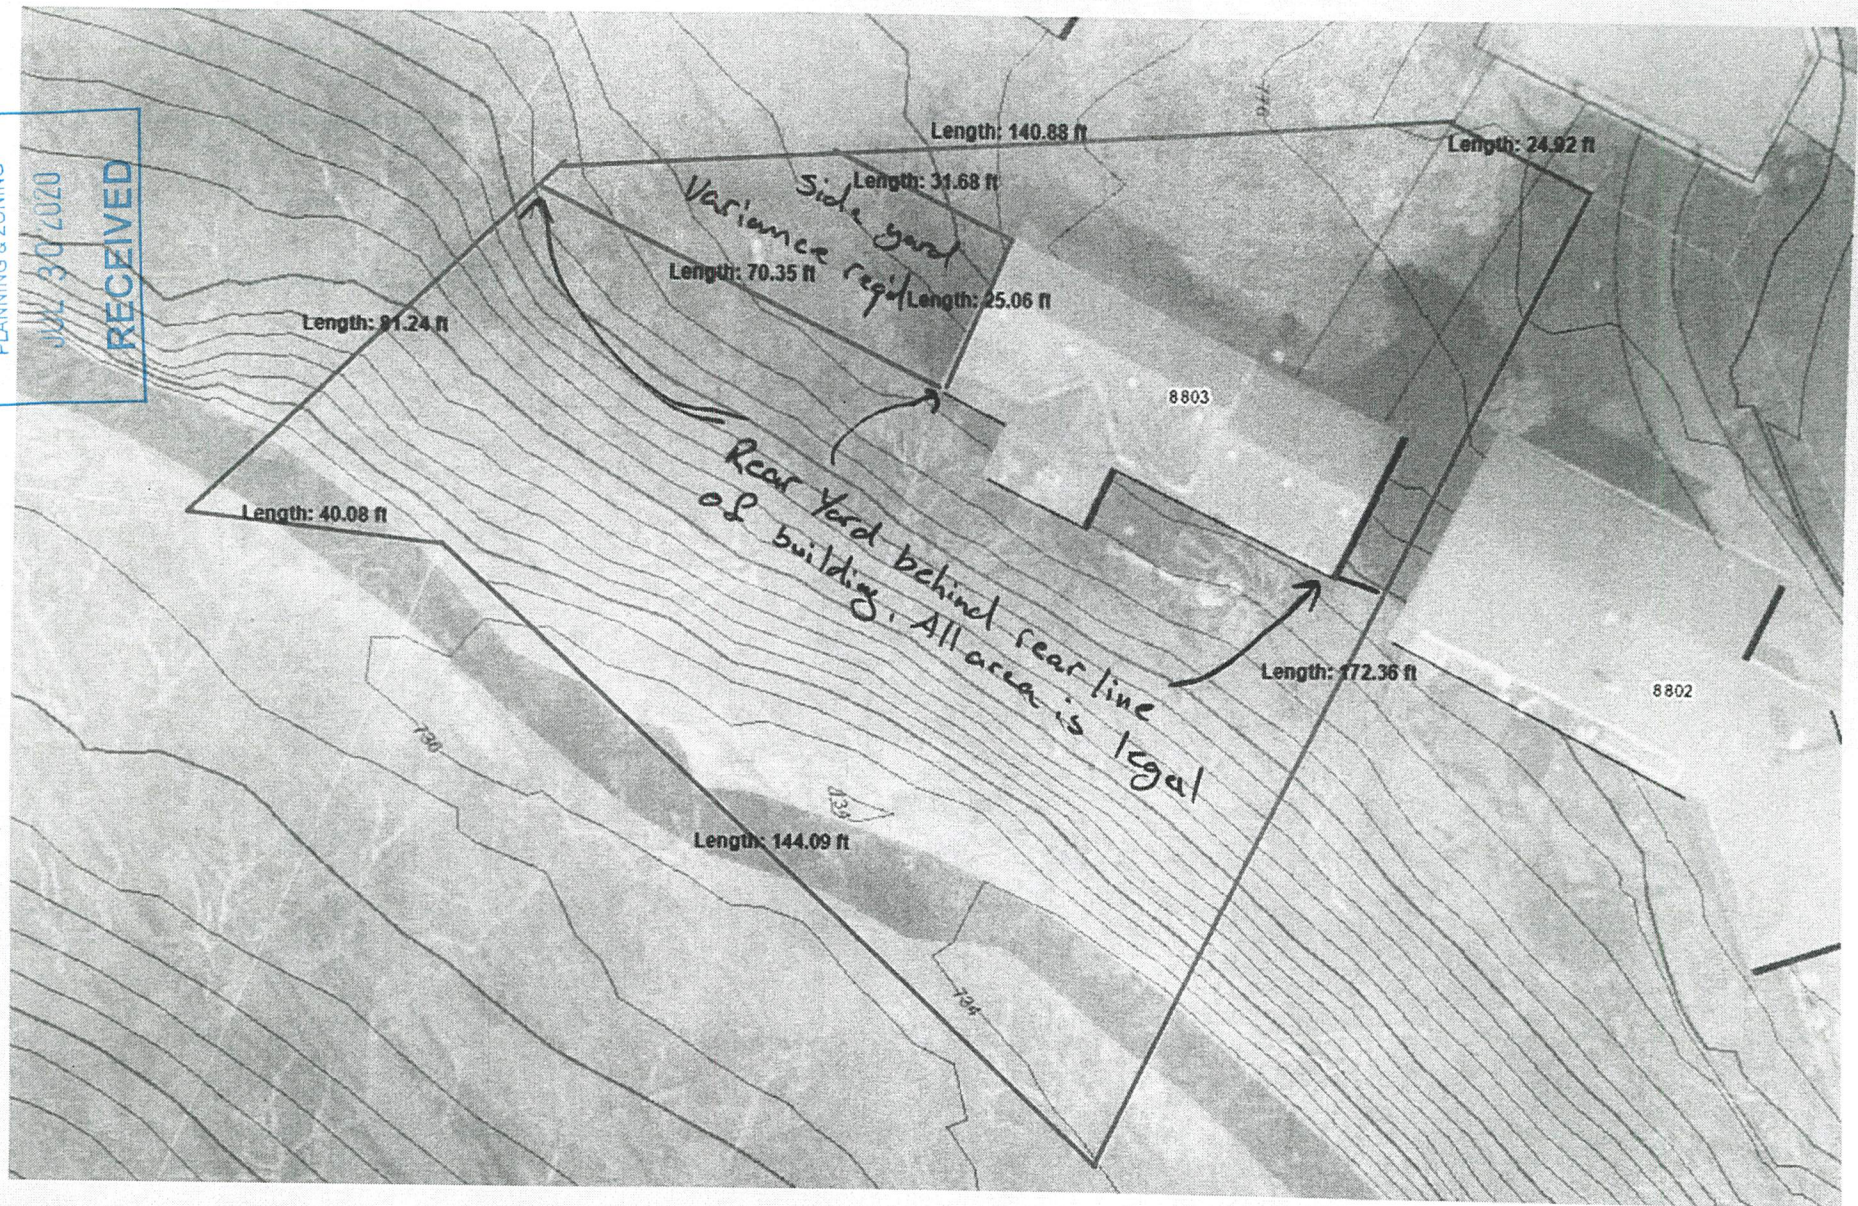 PLANNING & ZONING
JUL 30 2020
RECEIVED
Length: 140.88 ft
Length: 24.92 ft
Length: 31.68 ft
Side yard
Variance req'd
Length: 70.35 ft
Length: 25.06 ft
Length: 81.24 ft
8803
Length: 40.08 ft
Rear Yard behind rear line
of building. All area is legal
Length: 172.36 ft
8802
730
Length: 144.09 ft
734